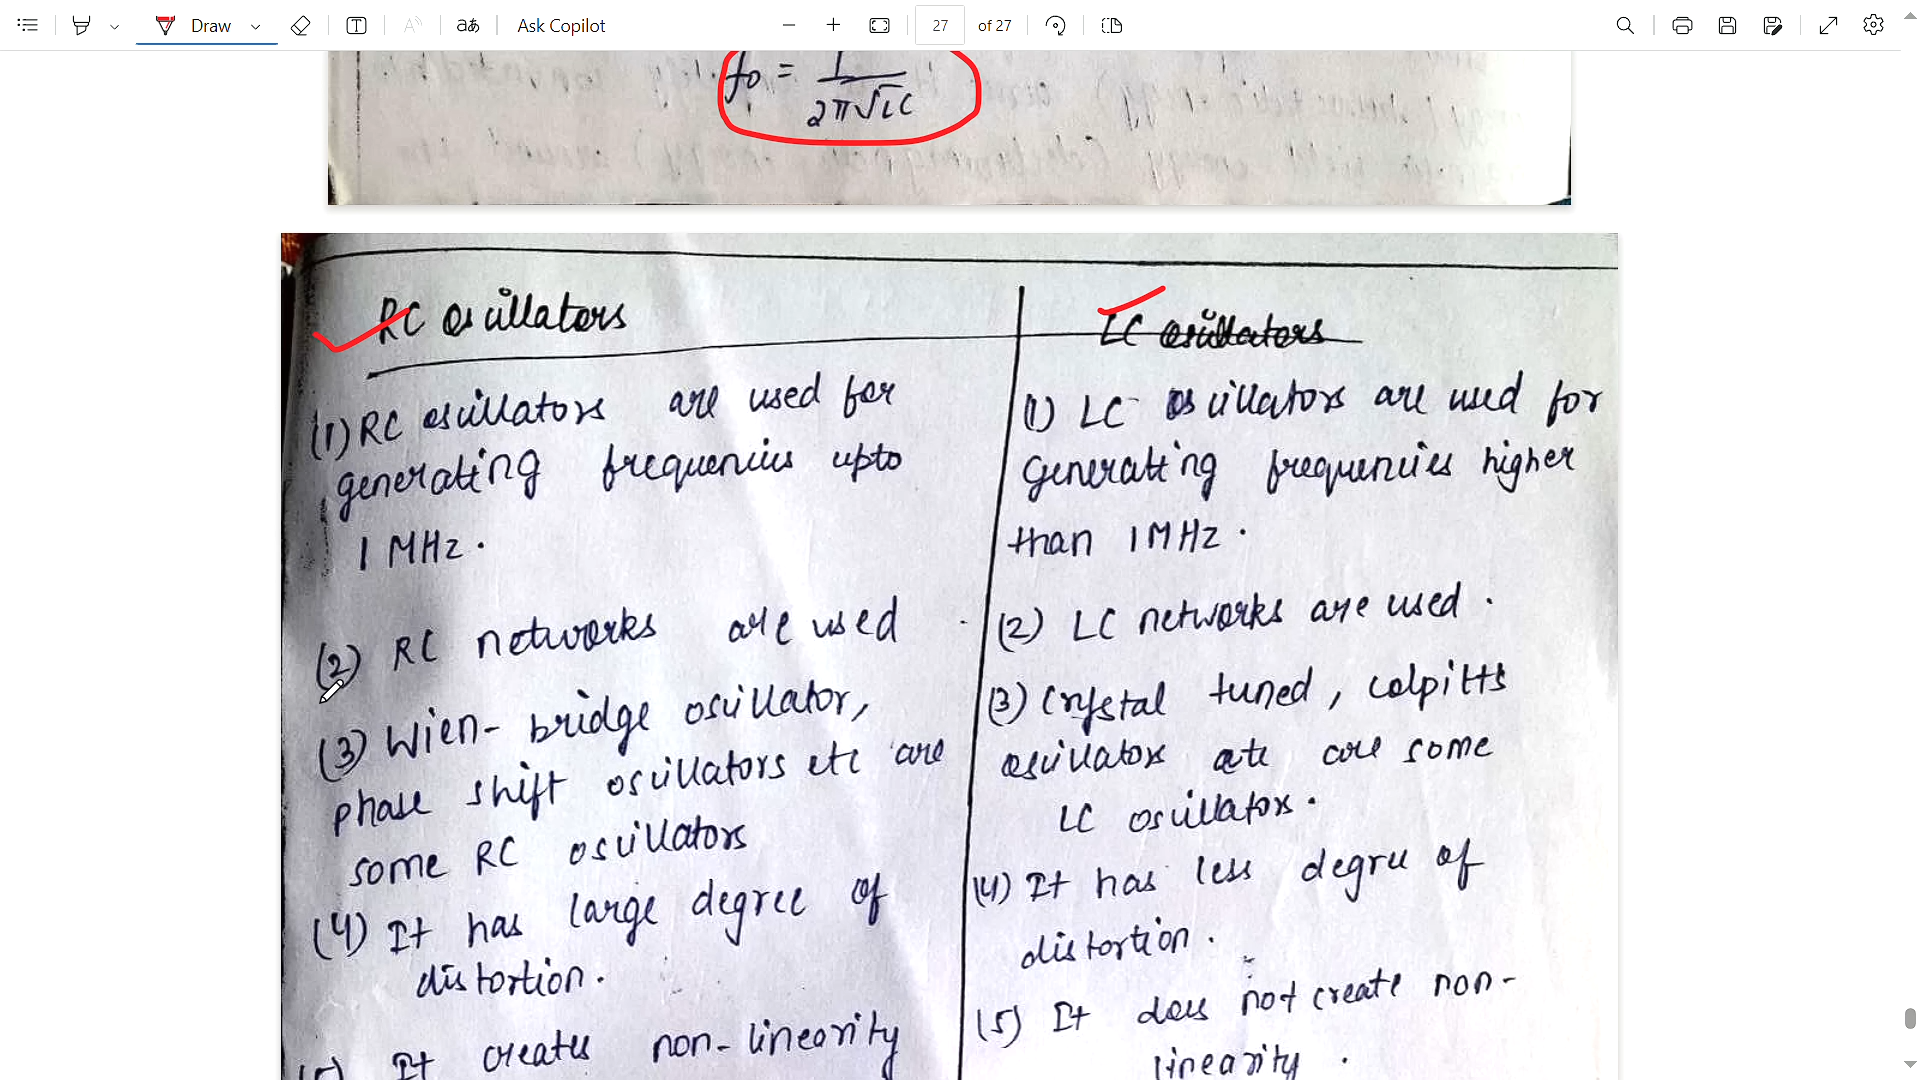 Draw
Ask Copilot
27
of 27
fo = 1
2π√LC
RC oscillators
(1) RC oscillators are used for
generating frequencies upto
1 MHz.
(2) RC networks are used
(3) Wien-bridge oscillator,
phase shift oscillators etc are
some RC oscillators
(4) It has large degree of
distortion.
It creates non-linearity
LC oscillators
(1) LC oscillators are used for
Generating frequencies higher
than 1MHz.
(2) LC networks are used.
(3) Crystal tuned, colpitts
oscillators etc are some
LC oscillators.
(4) It has less degree of
distortion.
(5) It does not create non-
linearity.